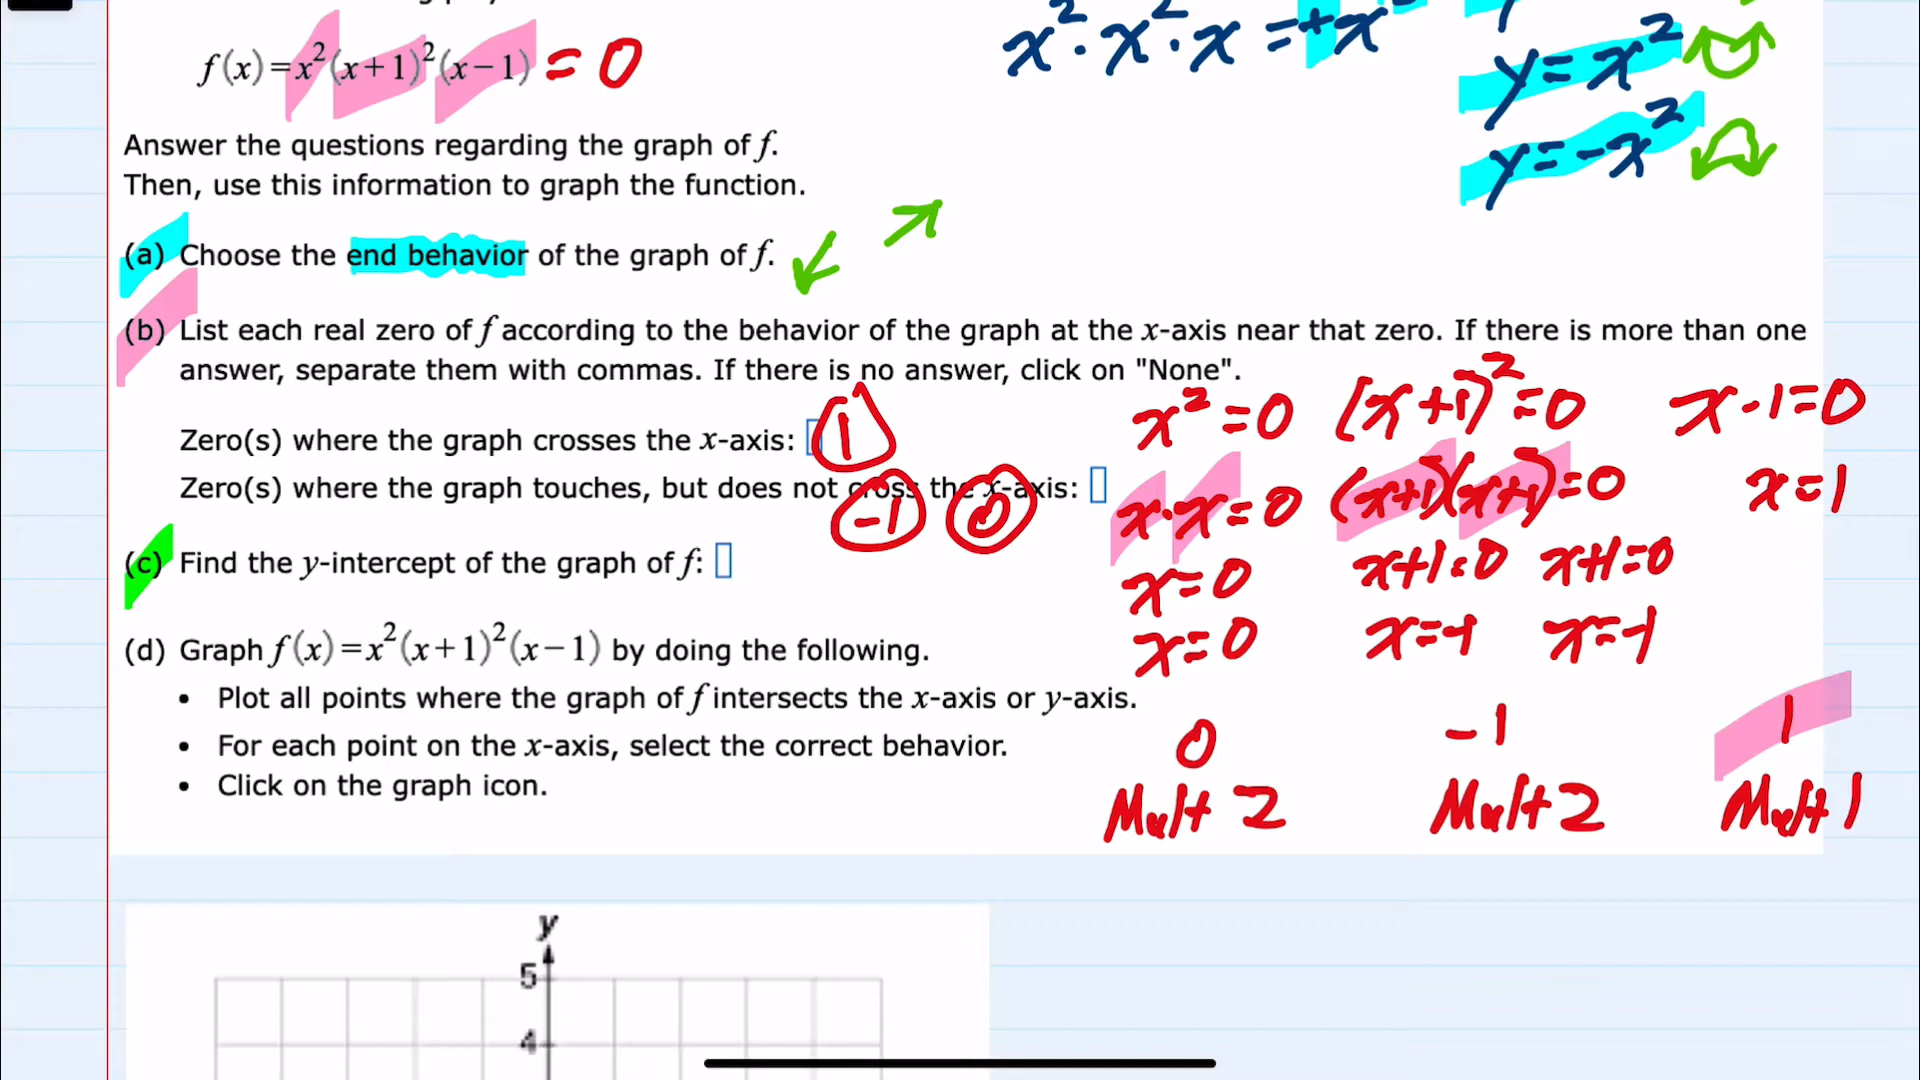 x²·x²·x = +x
y = x²
y = -x²
f(x)=x²(x+1)²(x−1) = 0
Answer the questions regarding the graph of f.
Then, use this information to graph the function.
(a) Choose the end behavior of the graph of f.
(b) List each real zero of f according to the behavior of the graph at the x-axis near that zero. If there is more than one
answer, separate them with commas. If there is no answer, click on "None".
Zero(s) where the graph crosses the x-axis: 1
Zero(s) where the graph touches, but does not cross the x-axis:
-1 0
x²=0 (x+1)²=0 x-1=0
x·x=0 (x+1)(x+1)=0 x=1
x=0 x+1=0 x+1=0
x=0 x=-1 x=-1
0 -1 1
Mult 2 Mult 2 Mult 1
(c) Find the y-intercept of the graph of f:
(d) Graph f(x)=x²(x+1)²(x−1) by doing the following.
• Plot all points where the graph of f intersects the x-axis or y-axis.
• For each point on the x-axis, select the correct behavior.
• Click on the graph icon.
y
5
4